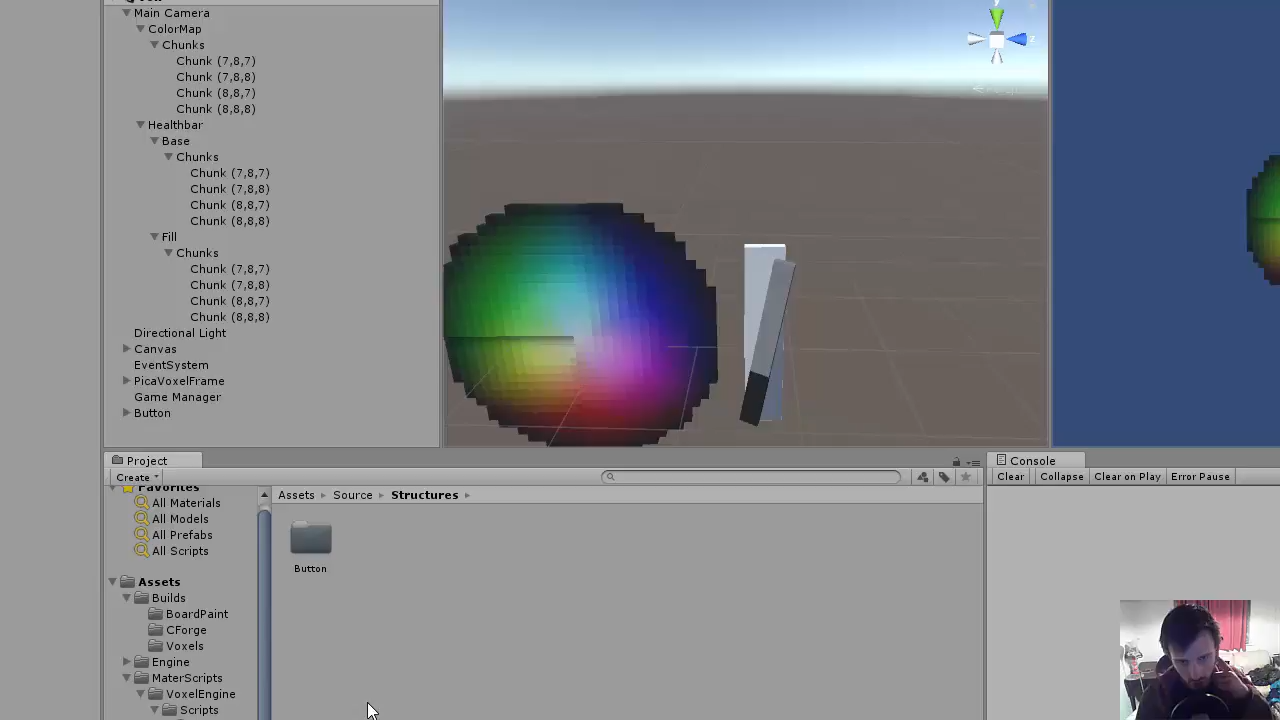 Main Camera
ColorMap
Chunks
Chunk (7,8,7)
Chunk (7,8,8)
Chunk (8,8,7)
Chunk (8,8,8)
Healthbar
Base
Chunks
Chunk (7,8,7)
Chunk (7,8,8)
Chunk (8,8,7)
Chunk (8,8,8)
Fill
Chunks
Chunk (7,8,7)
Chunk (7,8,8)
Chunk (8,8,7)
Chunk (8,8,8)
Directional Light
Canvas
EventSystem
PicaVoxelFrame
Game Manager
Button
z
Project
Create
Favorites
All Materials
All Models
All Prefabs
All Scripts
Assets
Builds
BoardPaint
CForge
Voxels
Engine
MaterScripts
VoxelEngine
Scripts
Assets Source Structures
Button
Console
Clear Collapse Clear on Play Error Pause